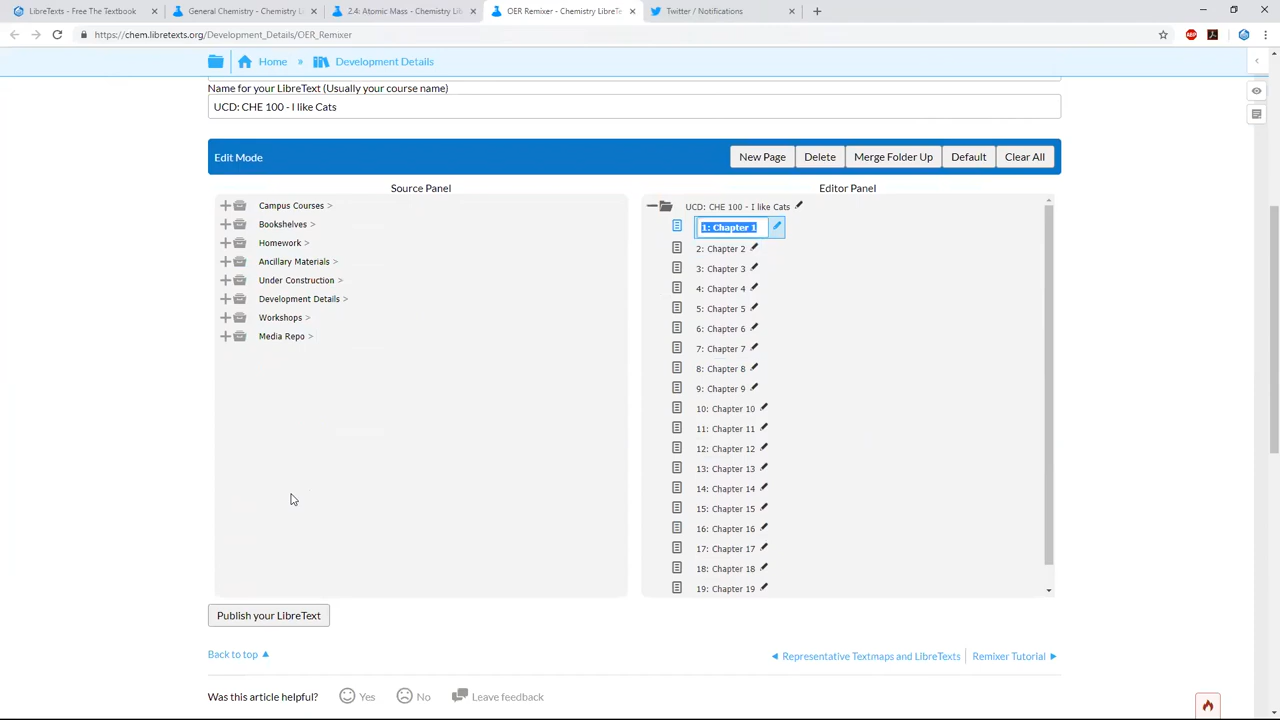 LibreTexts - Free The Textbook
General Chemistry - Chemistry L
2.4: Atomic Mass - Chemistry Lib
OER Remixer - Chemistry LibreTe
Twitter / Notifications
https://chem.libretexts.org/Development_Details/OER_Remixer
Home » Development Details
Name for your LibreText (Usually your course name)
UCD: CHE 100 - I like Cats
Edit Mode
New Page
Delete
Merge Folder Up
Default
Clear All
Source Panel
Campus Courses >
Bookshelves >
Homework >
Ancillary Materials >
Under Construction >
Development Details >
Workshops >
Media Repo >
Editor Panel
UCD: CHE 100 - I like Cats
1: Chapter 1
2: Chapter 2
3: Chapter 3
4: Chapter 4
5: Chapter 5
6: Chapter 6
7: Chapter 7
8: Chapter 8
9: Chapter 9
10: Chapter 10
11: Chapter 11
12: Chapter 12
13: Chapter 13
14: Chapter 14
15: Chapter 15
16: Chapter 16
17: Chapter 17
18: Chapter 18
19: Chapter 19
Publish your LibreText
Back to top
Representative Textmaps and LibreTexts
Remixer Tutorial
Was this article helpful?
Yes
No
Leave feedback